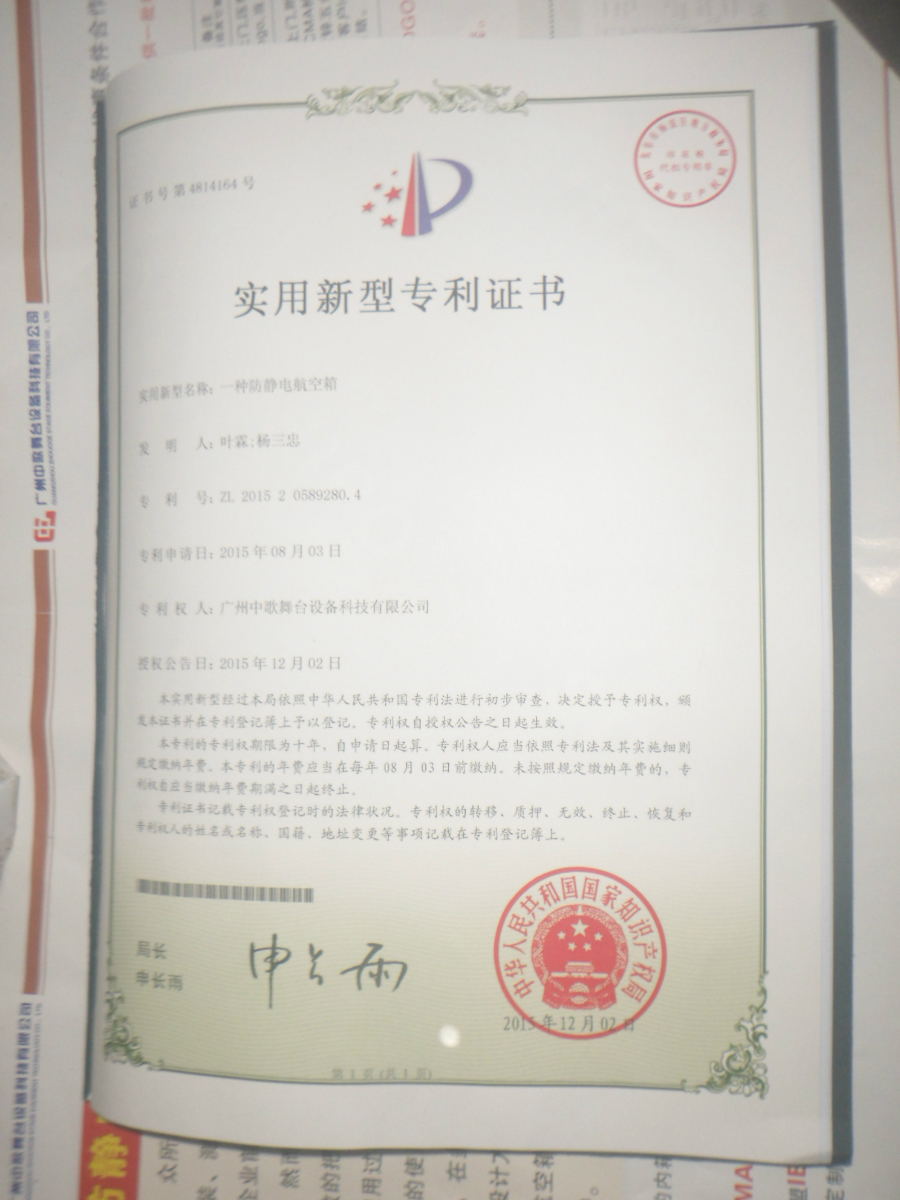 证书号第4814164号
实用新型专利证书
实用新型名称：一种防静电航空箱
发 明 人：叶霖;杨三忠
专 利 号：ZL 2015 2 0589280.4
专利申请日：2015年08月03日
专 利 权 人：广州中歌舞台设备科技有限公司
授权公告日：2015年12月02日
本实用新型经过本局依照中华人民共和国专利法进行初步审查，决定授予专利权，颁
发本证书并在专利登记簿上予以登记。专利权自授权公告之日起生效。
本专利的专利权期限为十年，自申请日起算。专利权人应当依照专利法及其实施细则
规定缴纳年费。本专利的年费应当在每年08月03日前缴纳。未按照规定缴纳年费的，专
利权自应当缴纳年费期满之日起终止。
专利证书记载专利权登记时的法律状况。专利权的转移、质押、无效、终止、恢复和
专利权人的姓名或名称、国籍、地址变更等事项记载在专利登记簿上。
局长
申长雨
申长雨
中华人民共和国国家知识产权局
2015年12月02日
第1页(共1页)
广州中歌舞台设备科技有限公司